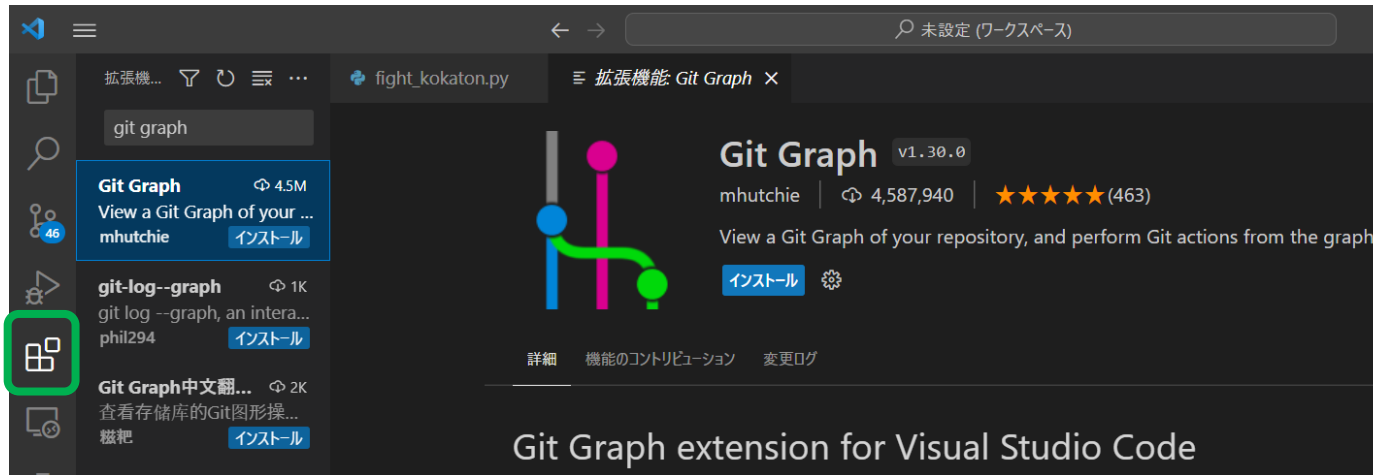 未設定 (ワークスペース)
拡張機...
fight_kokaton.py
拡張機能: Git Graph
git graph
Git Graph 4.5M
View a Git Graph of your ...
mhutchie インストール
git-log--graph 1K
git log --graph, an intera...
phil294 インストール
Git Graph中文翻... 2K
查看存储库的Git图形操...
糍粑 インストール
46
Git Graph v1.30.0
mhutchie 4,587,940 ★★★★★(463)
View a Git Graph of your repository, and perform Git actions from the graph
インストール
詳細 機能のコントリビューション 変更ログ
Git Graph extension for Visual Studio Code